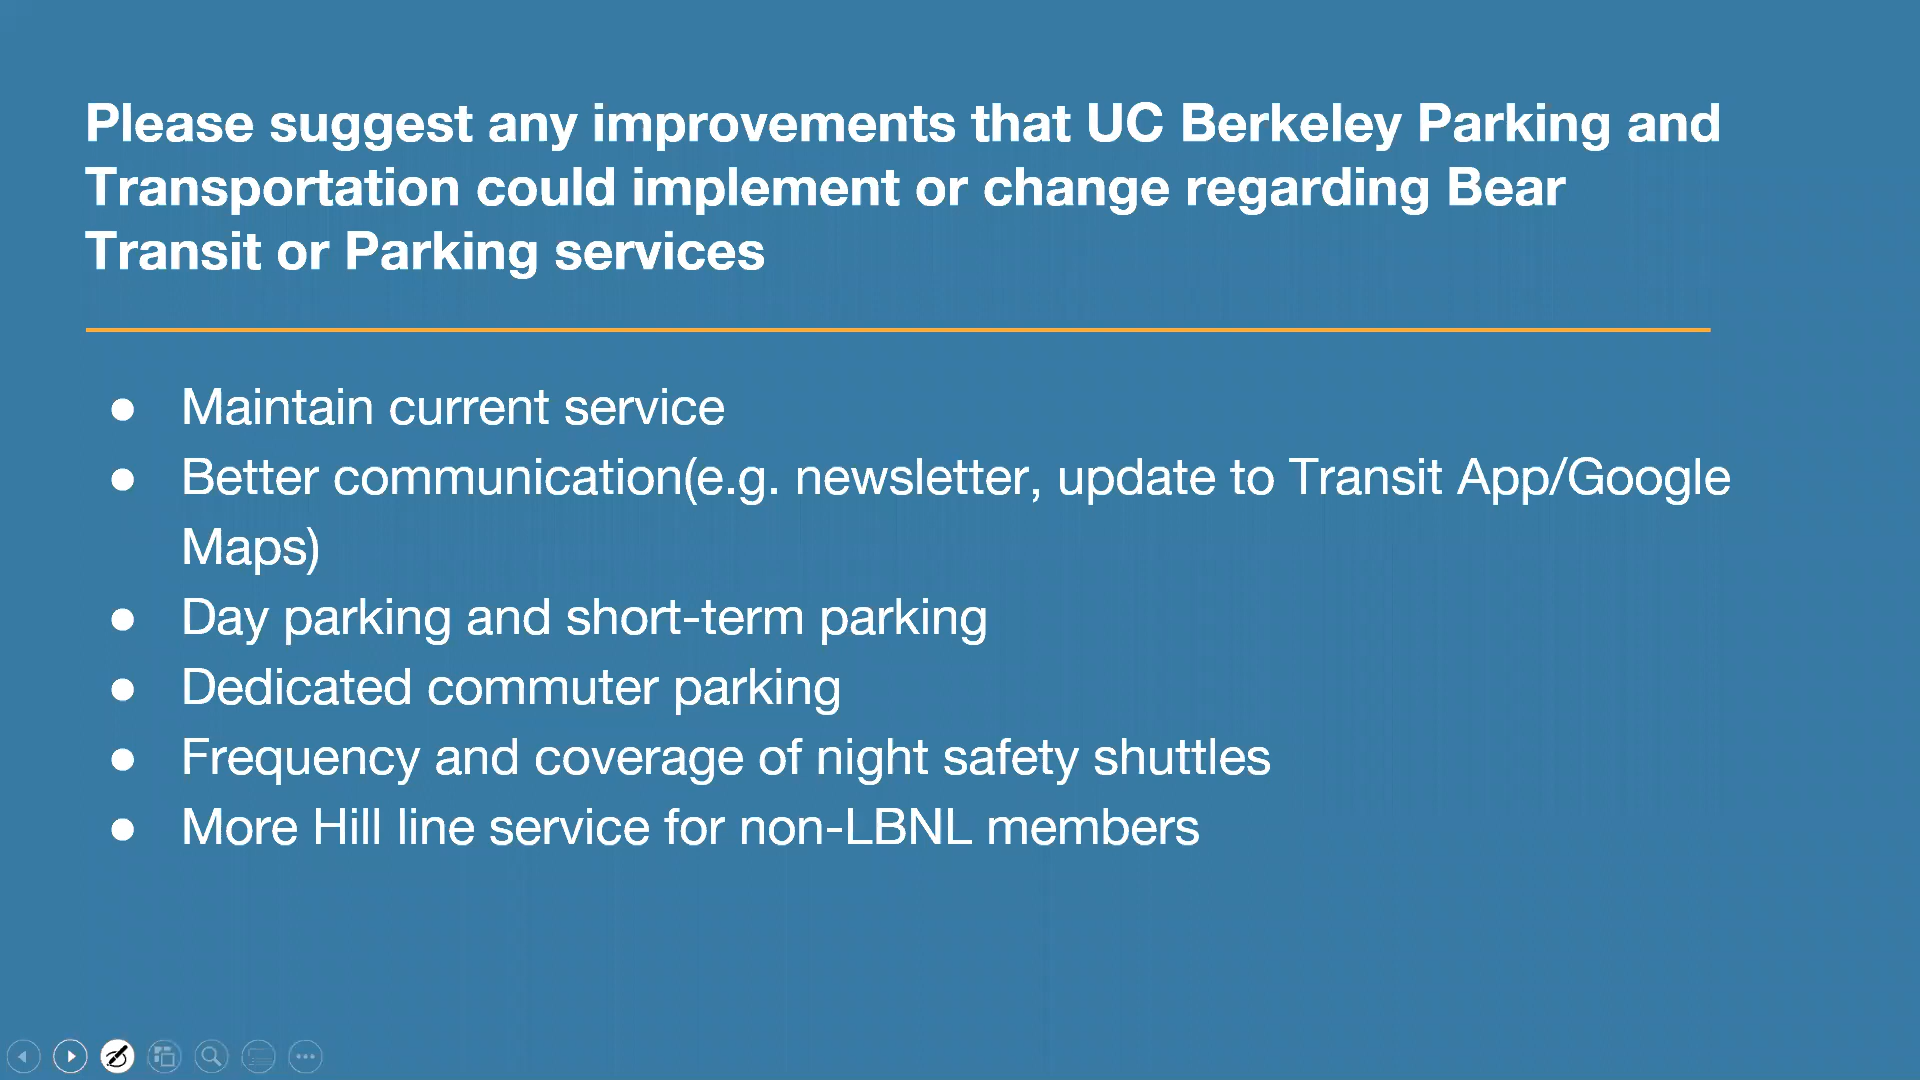 Please suggest any improvements that UC Berkeley Parking and
Transportation could implement or change regarding Bear
Transit or Parking services
● Maintain current service
● Better communication(e.g. newsletter, update to Transit App/Google
Maps)
● Day parking and short-term parking
● Dedicated commuter parking
● Frequency and coverage of night safety shuttles
● More Hill line service for non-LBNL members